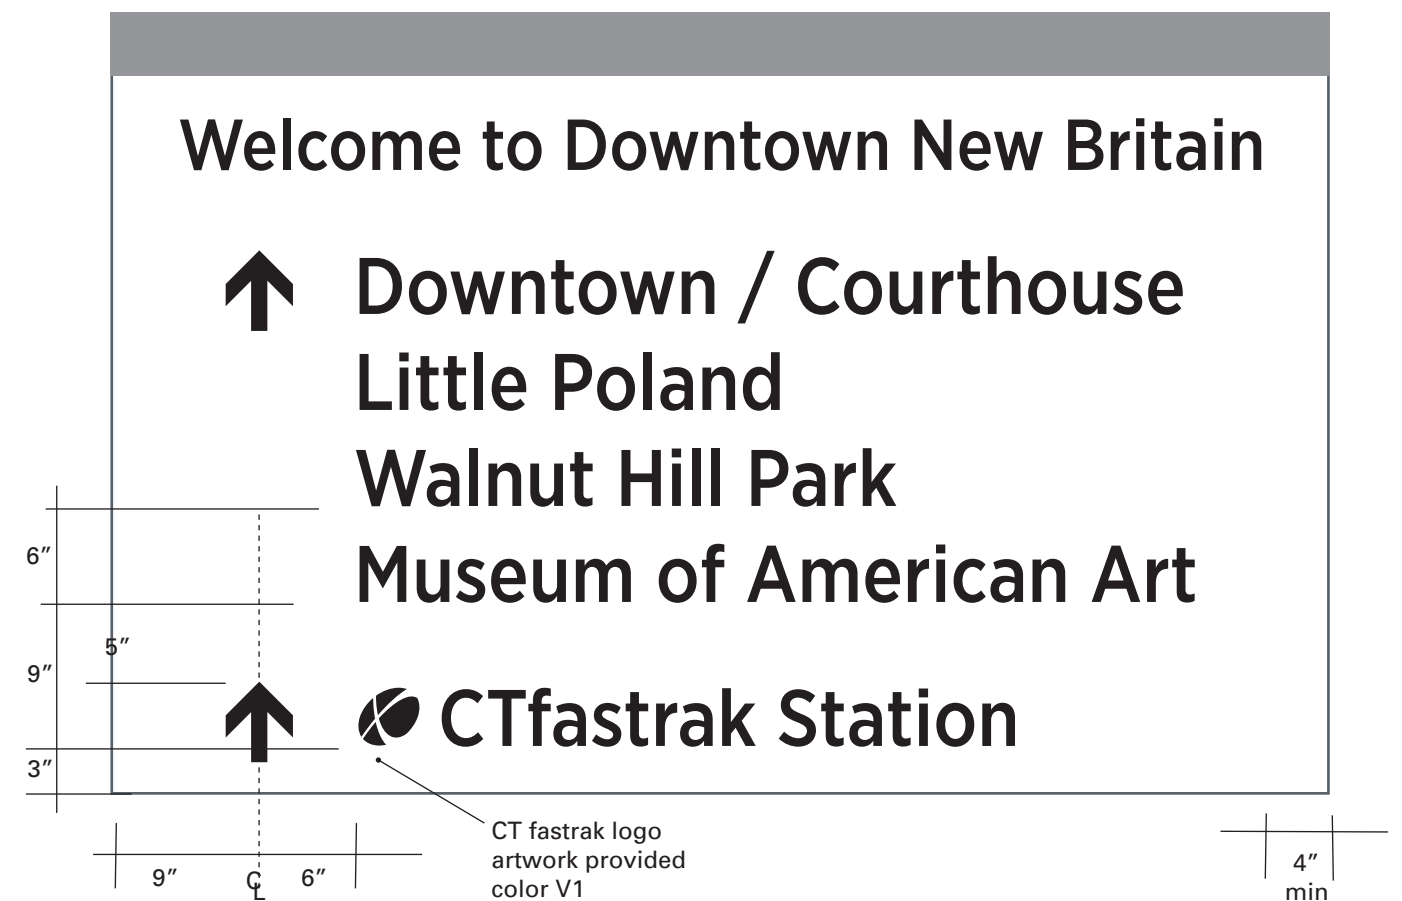 Welcome to Downtown New Britain
Downtown / Courthouse
Little Poland
Walnut Hill Park
Museum of American Art
CTfastrak Station
6”
5”
9”
3”
CT fastrak logo
artwork provided
color V1
9” CL 6”
4”
min